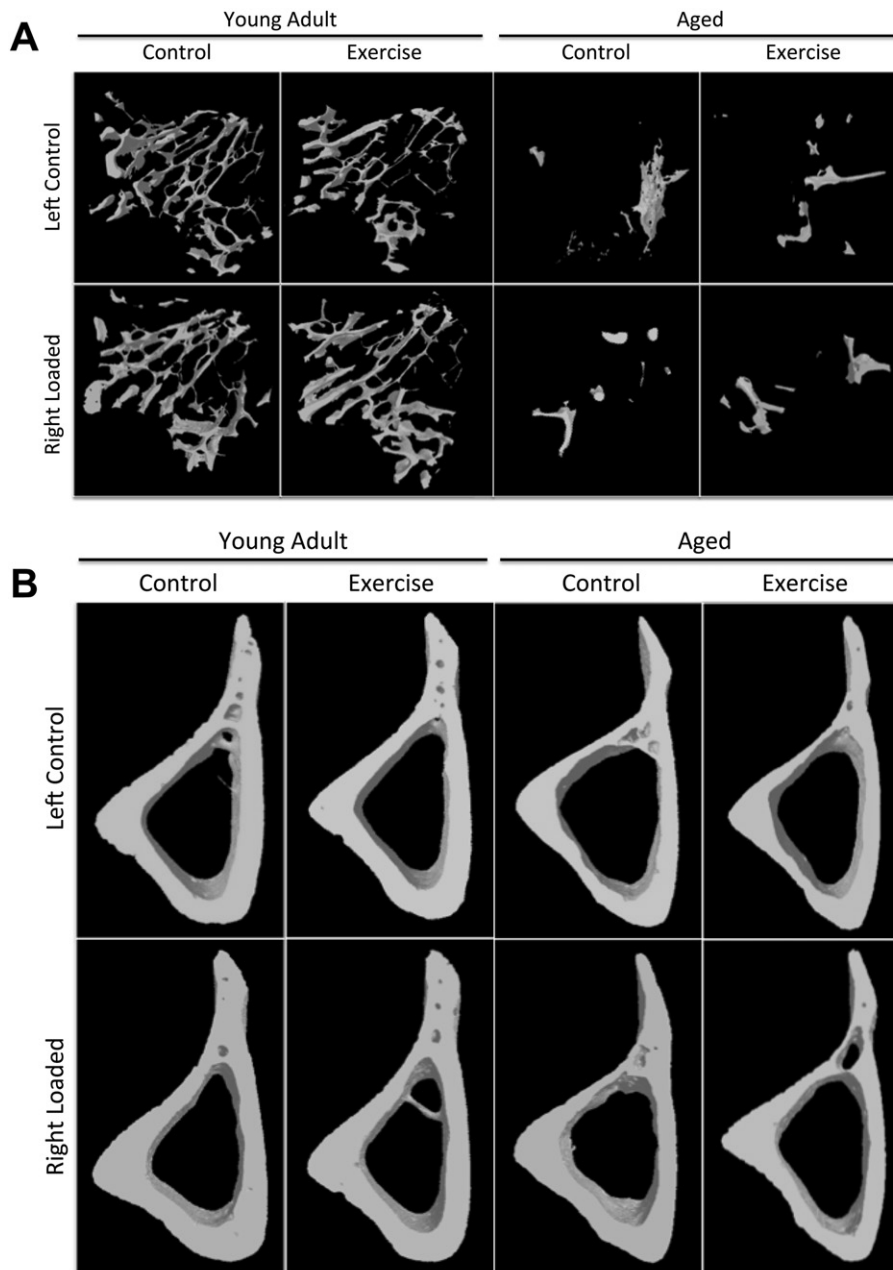 A
Young Adult
Aged
Control
Exercise
Control
Exercise
Left Control
Right Loaded
B
Young Adult
Aged
Control
Exercise
Control
Exercise
Left Control
Right Loaded